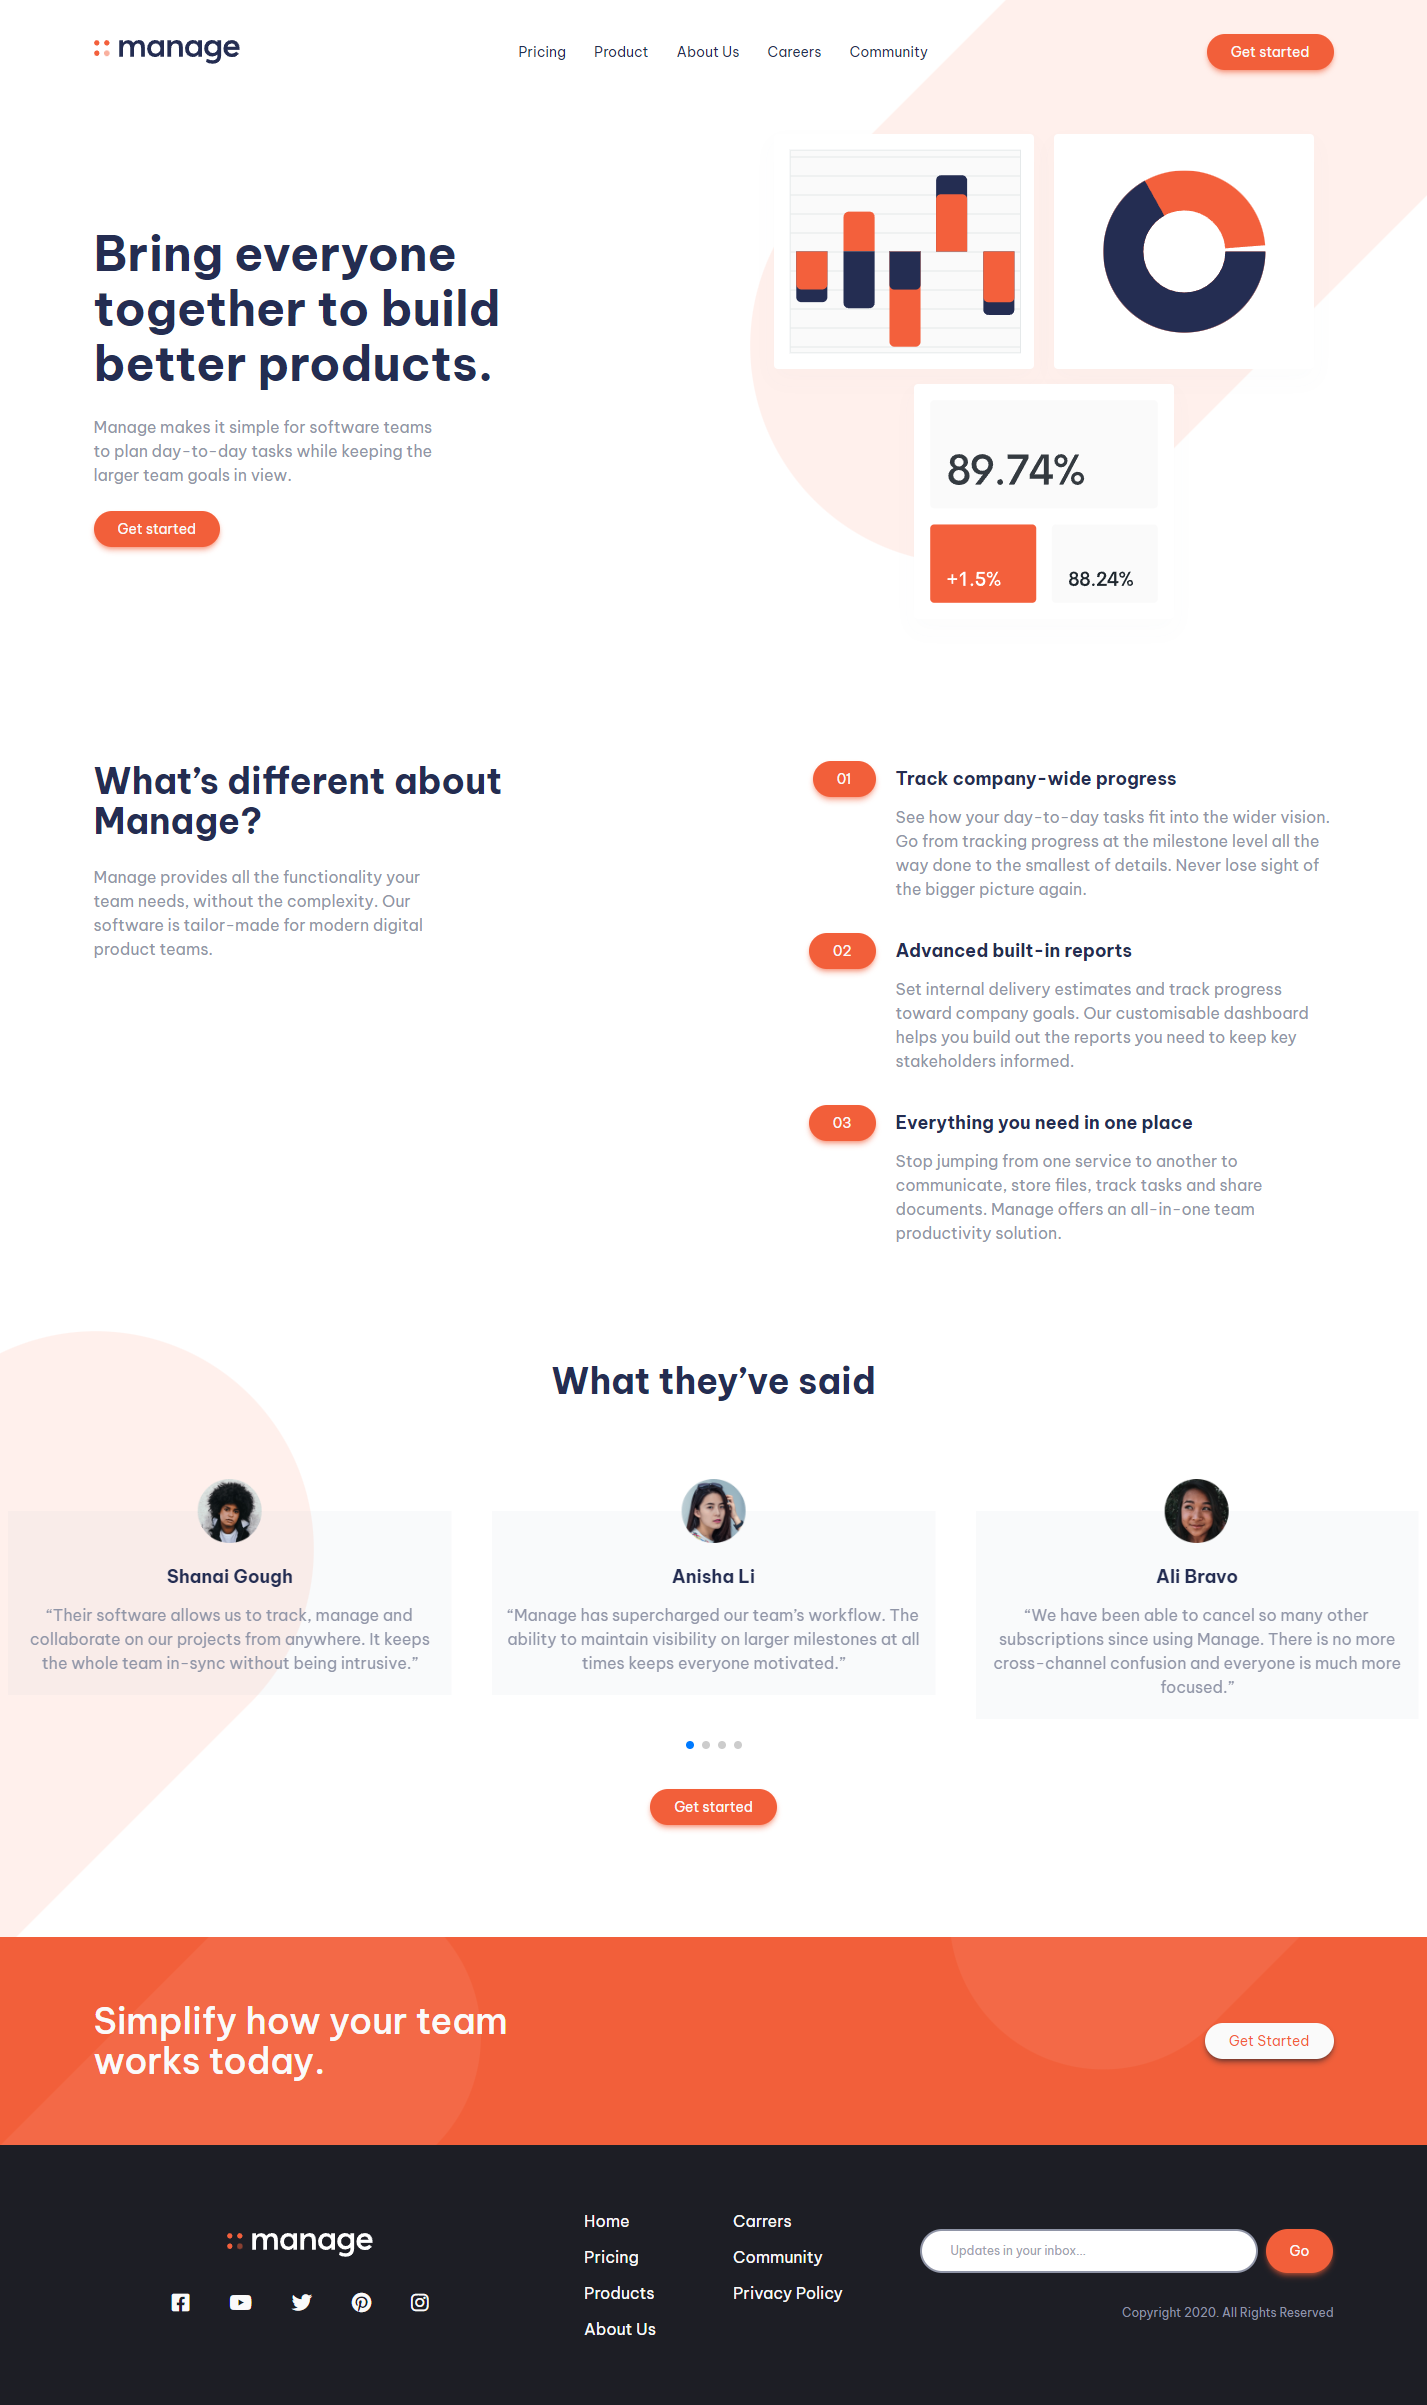 manage
Pricing Product About Us Careers Community
Get started
Bring everyone
together to build
better products.
Manage makes it simple for software teams
to plan day-to-day tasks while keeping the
larger team goals in view.
Get started
89.74%
+1.5%
88.24%
What’s different about
Manage?
Manage provides all the functionality your
team needs, without the complexity. Our
software is tailor-made for modern digital
product teams.
01
Track company-wide progress
See how your day-to-day tasks fit into the wider vision.
Go from tracking progress at the milestone level all the
way done to the smallest of details. Never lose sight of
the bigger picture again.
02
Advanced built-in reports
Set internal delivery estimates and track progress
toward company goals. Our customisable dashboard
helps you build out the reports you need to keep key
stakeholders informed.
03
Everything you need in one place
Stop jumping from one service to another to
communicate, store files, track tasks and share
documents. Manage offers an all-in-one team
productivity solution.
What they’ve said
Shanai Gough
“Their software allows us to track, manage and
collaborate on our projects from anywhere. It keeps
the whole team in-sync without being intrusive.”
Anisha Li
“Manage has supercharged our team’s workflow. The
ability to maintain visibility on larger milestones at all
times keeps everyone motivated.”
Ali Bravo
“We have been able to cancel so many other
subscriptions since using Manage. There is no more
cross-channel confusion and everyone is much more
focused.”
Get started
Simplify how your team
works today.
Get Started
manage
Home
Pricing
Products
About Us
Carrers
Community
Privacy Policy
Updates in your inbox...
Go
Copyright 2020. All Rights Reserved